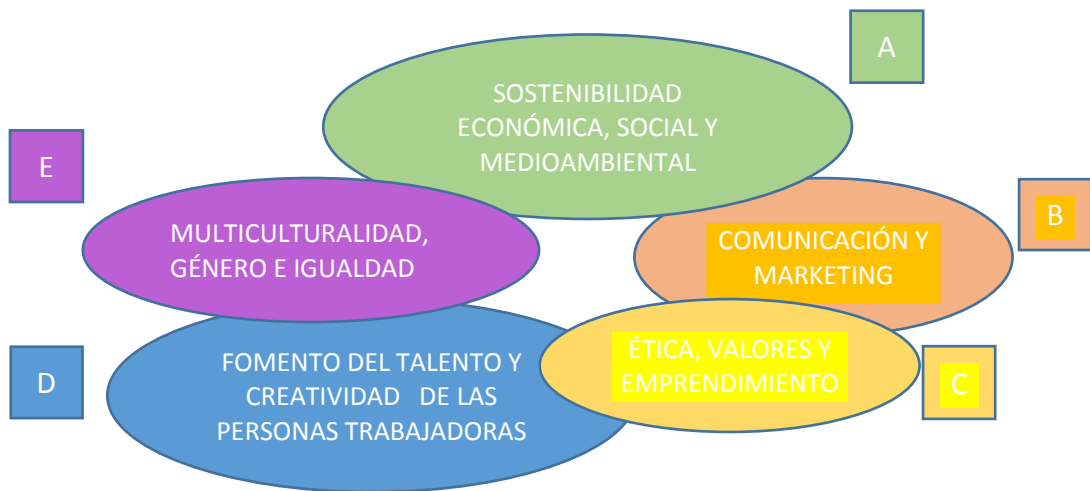 A
SOSTENIBILIDAD
ECONÓMICA, SOCIAL Y
MEDIOAMBIENTAL
E
MULTICULTURALIDAD,
GÉNERO E IGUALDAD
B
COMUNICACIÓN Y
MARKETING
D
FOMENTO DEL TALENTO Y
CREATIVIDAD DE LAS
PERSONAS TRABAJADORAS
ÉTICA, VALORES Y
EMPRENDIMIENTO
C